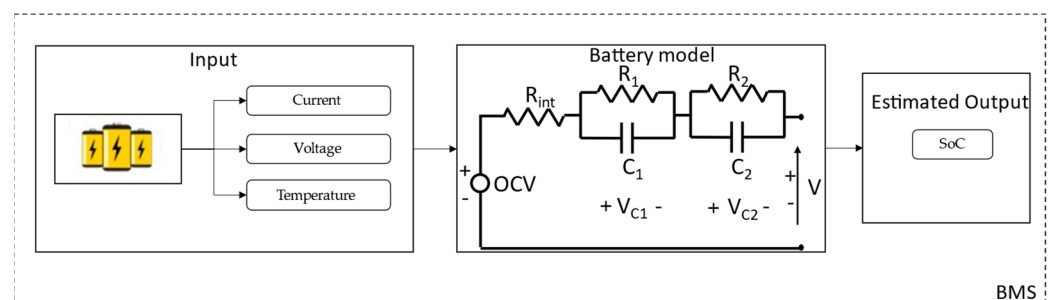 Input
Current
Voltage
Temperature
Battery model
R1
R2
Rint
C1
C2
+
OCV
-
+ VC1 -
+ VC2 -
+
V
-
Estimated Output
SoC
BMS